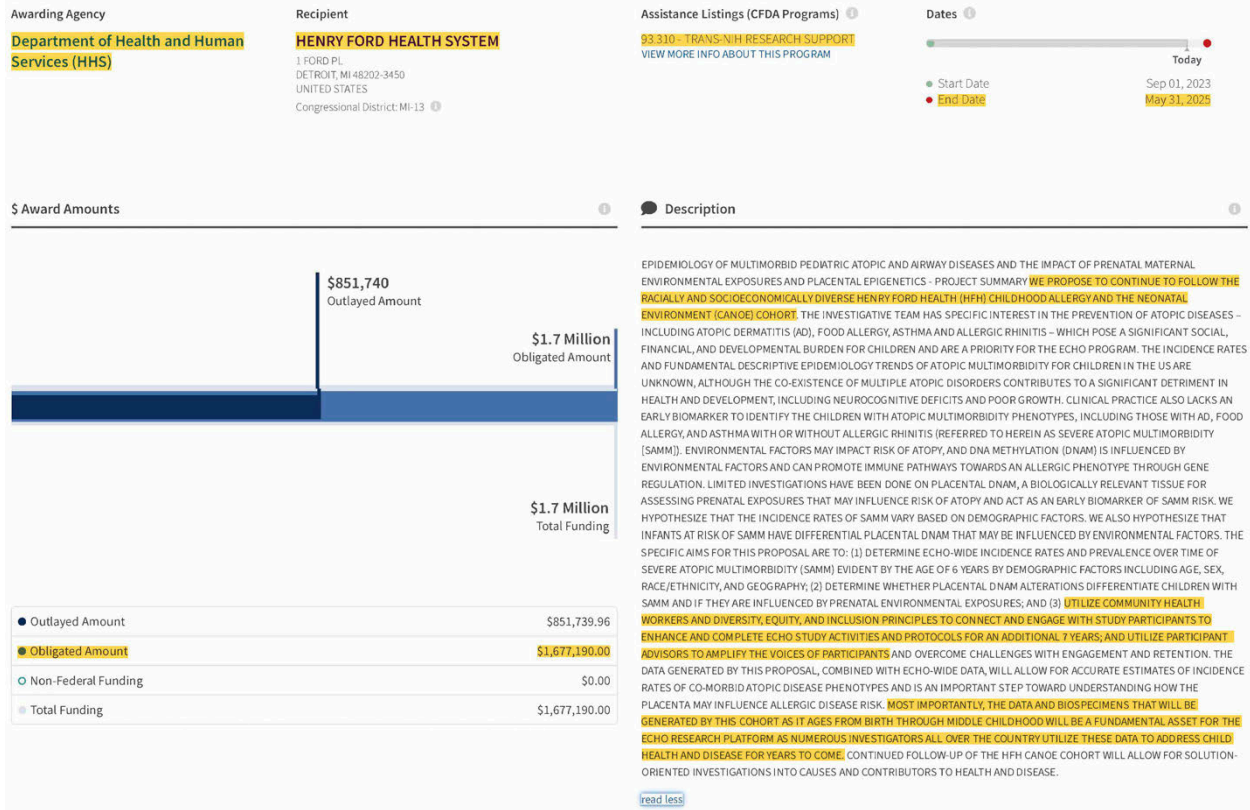 Awarding Agency
Department of Health and Human
Services (HHS)
Recipient
HENRY FORD HEALTH SYSTEM
1 FORD PL
DETROIT, MI 48202-3450
UNITED STATES
Congressional District: MI-13
Assistance Listings (CFDA Programs)
93.310 - TRANS-NIH RESEARCH SUPPORT
VIEW MORE INFO ABOUT THIS PROGRAM
Dates
Today
Start Date Sep 01, 2023
End Date May 31, 2025
$ Award Amounts
$851,740
Outlayed Amount
$1.7 Million
Obligated Amount
$1.7 Million
Total Funding
Outlayed Amount $851,739.96
Obligated Amount $1,677,190.00
Non-Federal Funding $0.00
Total Funding $1,677,190.00
Description
EPIDEMIOLOGY OF MULTIMORBID PEDIATRIC ATOPIC AND AIRWAY DISEASES AND THE IMPACT OF PRENATAL MATERNAL
ENVIRONMENTAL EXPOSURES AND PLACENTAL EPIGENETICS - PROJECT SUMMARY WE PROPOSE TO CONTINUE TO FOLLOW THE
RACIALLY AND SOCIOECONOMICALLY DIVERSE HENRY FORD HEALTH (HFH) CHILDHOOD ALLERGY AND THE NEONATAL
ENVIRONMENT (CANOE) COHORT. THE INVESTIGATIVE TEAM HAS SPECIFIC INTEREST IN THE PREVENTION OF ATOPIC DISEASES –
INCLUDING ATOPIC DERMATITIS (AD), FOOD ALLERGY, ASTHMA AND ALLERGIC RHINITIS – WHICH POSE A SIGNIFICANT SOCIAL,
FINANCIAL, AND DEVELOPMENTAL BURDEN FOR CHILDREN AND ARE A PRIORITY FOR THE ECHO PROGRAM. THE INCIDENCE RATES
AND FUNDAMENTAL DESCRIPTIVE EPIDEMIOLOGY TRENDS OF ATOPIC MULTIMORBIDITY FOR CHILDREN IN THE US ARE
UNKNOWN, ALTHOUGH THE CO-EXISTENCE OF MULTIPLE ATOPIC DISORDERS CONTRIBUTES TO A SIGNIFICANT DETRIMENT IN
HEALTH AND DEVELOPMENT, INCLUDING NEUROCOGNITIVE DEFICITS AND POOR GROWTH. CLINICAL PRACTICE ALSO LACKS AN
EARLY BIOMARKER TO IDENTIFY THE CHILDREN WITH ATOPIC MULTIMORBIDITY PHENOTYPES, INCLUDING THOSE WITH AD, FOOD
ALLERGY, AND ASTHMA WITH OR WITHOUT ALLERGIC RHINITIS (REFERRED TO HEREIN AS SEVERE ATOPIC MULTIMORBIDITY
[SAMM]). ENVIRONMENTAL FACTORS MAY IMPACT RISK OF ATOPY, AND DNA METHYLATION (DNAM) IS INFLUENCED BY
ENVIRONMENTAL FACTORS AND CAN PROMOTE IMMUNE PATHWAYS TOWARDS AN ALLERGIC PHENOTYPE THROUGH GENE
REGULATION. LIMITED INVESTIGATIONS HAVE BEEN DONE ON PLACENTAL DNAM, A BIOLOGICALLY RELEVANT TISSUE FOR
ASSESSING PRENATAL EXPOSURES THAT MAY INFLUENCE RISK OF ATOPY AND ACT AS AN EARLY BIOMARKER OF SAMM RISK. WE
HYPOTHESIZE THAT THE INCIDENCE RATES OF SAMM VARY BASED ON DEMOGRAPHIC FACTORS. WE ALSO HYPOTHESIZE THAT
INFANTS AT RISK OF SAMM HAVE DIFFERENTIAL PLACENTAL DNAM THAT MAY BE INFLUENCED BY ENVIRONMENTAL FACTORS. THE
SPECIFIC AIMS FOR THIS PROPOSAL ARE TO: (1) DETERMINE ECHO-WIDE INCIDENCE RATES AND PREVALENCE OVER TIME OF
SEVERE ATOPIC MULTIMORBIDITY (SAMM) EVIDENT BY THE AGE OF 6 YEARS BY DEMOGRAPHIC FACTORS INCLUDING AGE, SEX,
RACE/ETHNICITY, AND GEOGRAPHY; (2) DETERMINE WHETHER PLACENTAL DNAM ALTERATIONS DIFFERENTIATE CHILDREN WITH
SAMM AND IF THEY ARE INFLUENCED BY PRENATAL ENVIRONMENTAL EXPOSURES; AND (3) UTILIZE COMMUNITY HEALTH
WORKERS AND DIVERSITY, EQUITY, AND INCLUSION PRINCIPLES TO CONNECT AND ENGAGE WITH STUDY PARTICIPANTS TO
ENHANCE AND COMPLETE ECHO STUDY ACTIVITIES AND PROTOCOLS FOR AN ADDITIONAL 7 YEARS; AND UTILIZE PARTICIPANT
ADVISORS TO AMPLIFY THE VOICES OF PARTICIPANTS AND OVERCOME CHALLENGES WITH ENGAGEMENT AND RETENTION. THE
DATA GENERATED BY THIS PROPOSAL, COMBINED WITH ECHO-WIDE DATA, WILL ALLOW FOR ACCURATE ESTIMATES OF INCIDENCE
RATES OF CO-MORBID ATOPIC DISEASE PHENOTYPES AND IS AN IMPORTANT STEP TOWARD UNDERSTANDING HOW THE
PLACENTA MAY INFLUENCE ALLERGIC DISEASE RISK. MOST IMPORTANTLY, THE DATA AND BIOSPECIMENS THAT WILL BE
GENERATED BY THIS COHORT AS IT AGES FROM BIRTH THROUGH MIDDLE CHILDHOOD WILL BE A FUNDAMENTAL ASSET FOR THE
ECHO RESEARCH PLATFORM AS NUMEROUS INVESTIGATORS ALL OVER THE COUNTRY UTILIZE THESE DATA TO ADDRESS CHILD
HEALTH AND DISEASE FOR YEARS TO COME. CONTINUED FOLLOW-UP OF THE HFH CANOE COHORT WILL ALLOW FOR SOLUTION-
ORIENTED INVESTIGATIONS INTO CAUSES AND CONTRIBUTORS TO HEALTH AND DISEASE.
read less